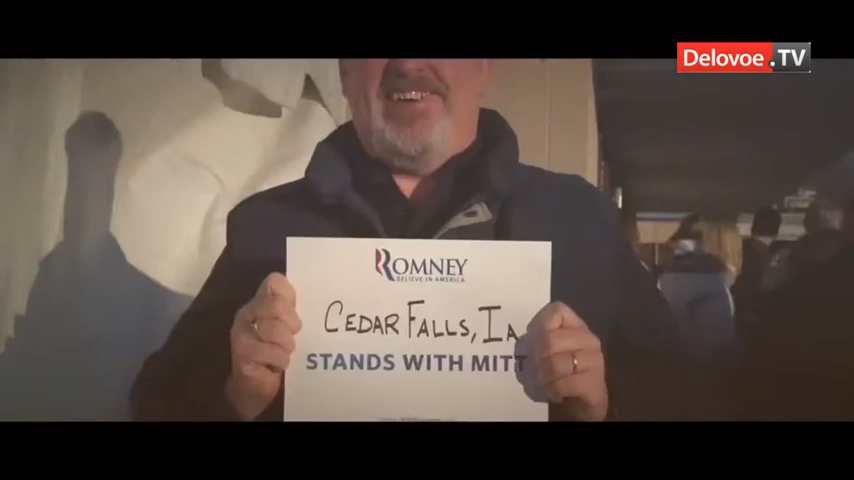 Delovoe.TV
ROMNEY
BELIEVE IN AMERICA
CEDAR FALLS, IA
STANDS WITH MITT